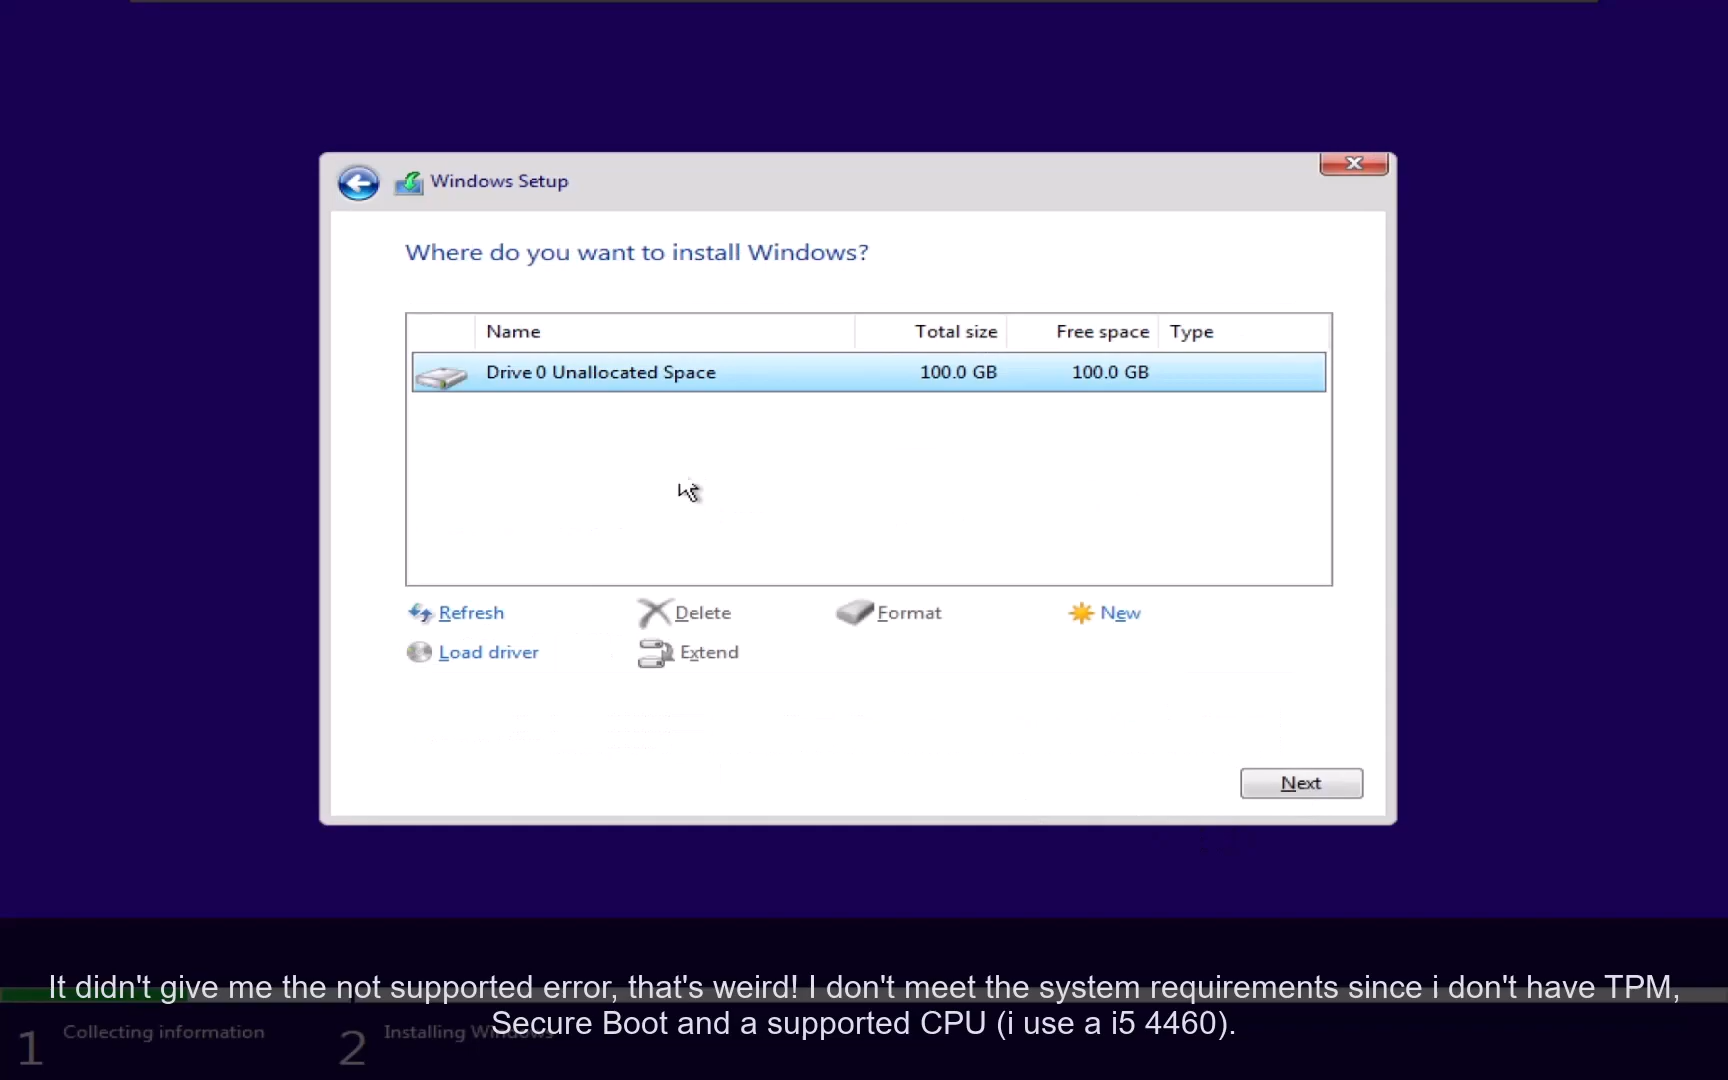 Windows Setup
Where do you want to install Windows?
Name Total size Free space Type
Drive 0 Unallocated Space 100.0 GB 100.0 GB
Refresh Delete Format New
Load driver Extend
Next
It didn't give me the not supported error, that's weird! I don't meet the system requirements since i don't have TPM,
Secure Boot and a supported CPU (i use a i5 4460).
1 Collecting information 2 Installing Windows